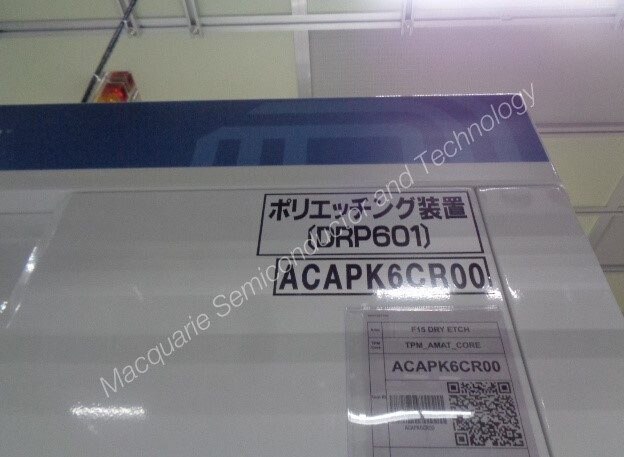 ポリエッチング装置
(DRP601)
ACAPK6CR00
F15 DRY ETCH
TPM_AMAT_CORE
ACAPK6CR00
ACAPK6CR00
Macquarie Semiconductor and Technology